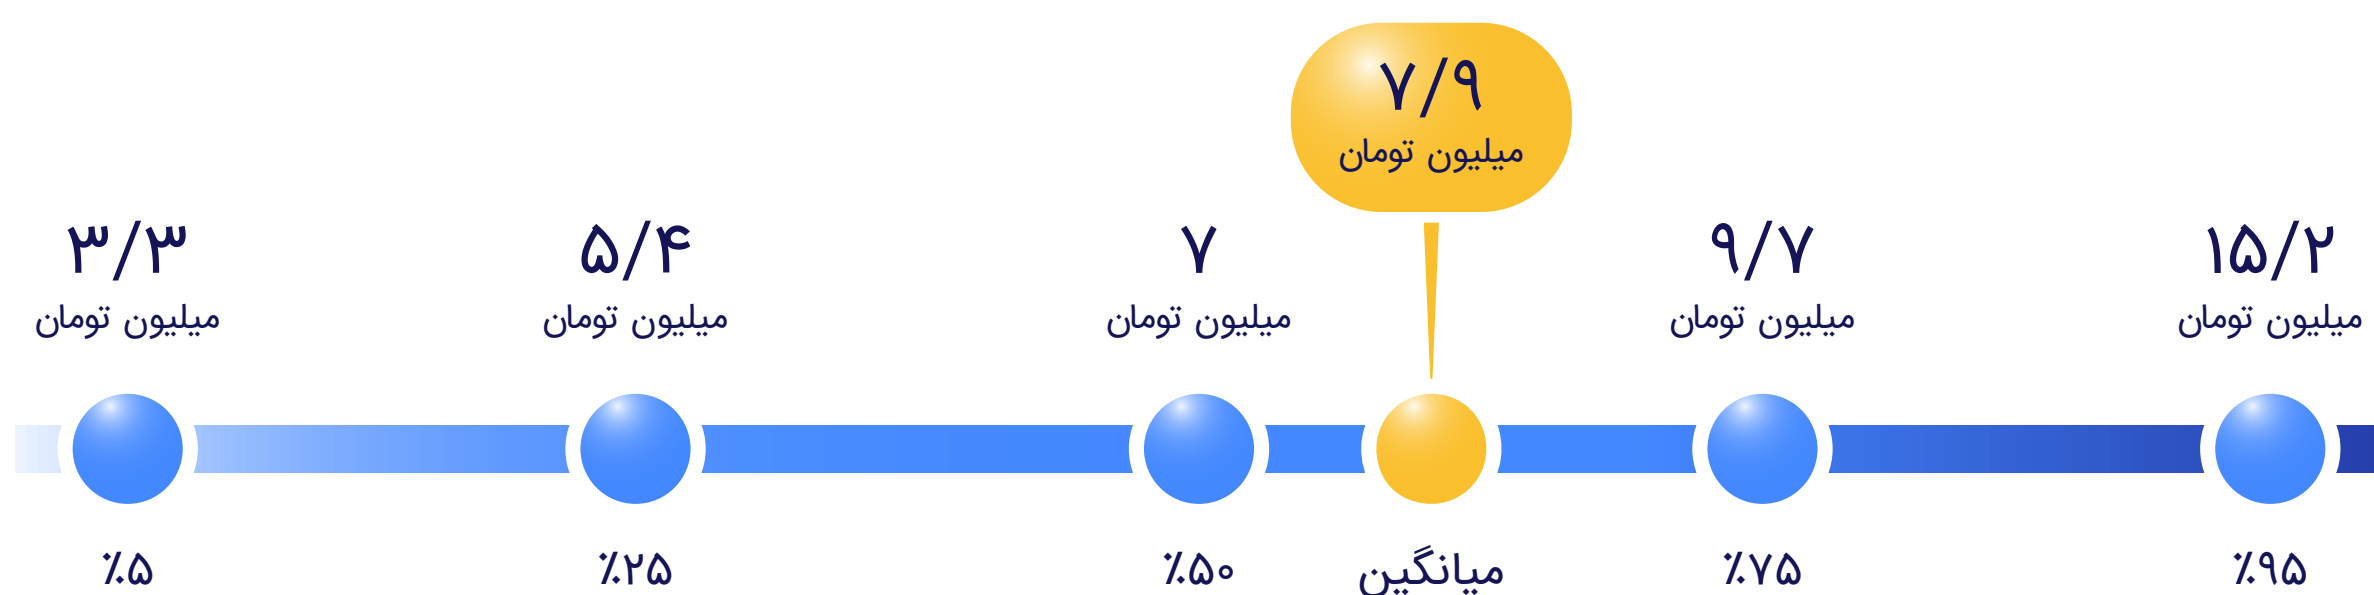 ۷/۹
میلیون تومان
۳/۳
میلیون تومان
۵/۴
میلیون تومان
۷
میلیون تومان
۹/۷
میلیون تومان
۱۵/۲
میلیون تومان
٪۵
٪۲۵
٪۵۰
میانگین
٪۷۵
٪۹۵